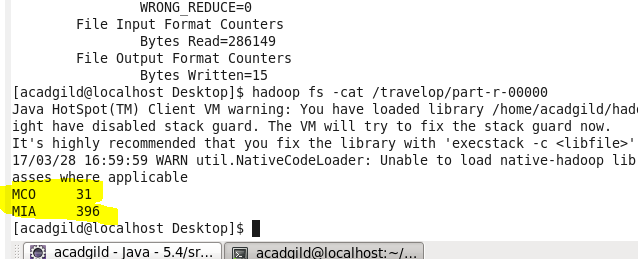 WRONG_REDUCE=0
File Input Format Counters
Bytes Read=286149
File Output Format Counters
Bytes Written=15
[acadgild@localhost Desktop]$ hadoop fs -cat /travelop/part-r-00000
Java HotSpot(TM) Client VM warning: You have loaded library /home/acadgild/had
ight have disabled stack guard. The VM will try to fix the stack guard now.
It's highly recommended that you fix the library with 'execstack -c <libfile>'
17/03/28 16:59:59 WARN util.NativeCodeLoader: Unable to load native-hadoop lib
asses where applicable
MCO 31
MIA 396
[acadgild@localhost Desktop]$
acadgild - Java - 5.4/sr... acadgild@localhost:~/...